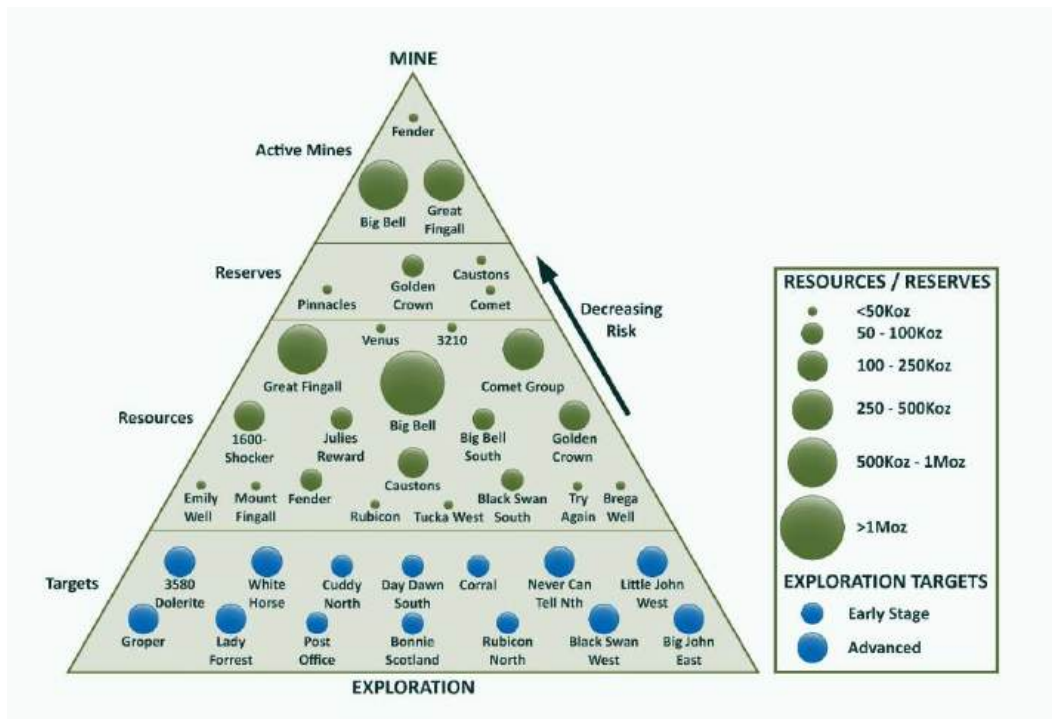 MINE
Fender
Active Mines
Big Bell
Great
Fingall
Reserves
Golden
Crown
Caustons
Pinnacles
Comet
Decreasing
Risk
Venus
3210
Great Fingall
Comet Group
Resources
Big Bell
1600-
Shocker
Julies
Reward
Big Bell
South
Golden
Crown
Caustons
Emily
Well
Mount
Fingall
Fender
Rubicon
Tucka West
Black Swan
South
Try
Again
Brega
Well
Targets
3580
Dolerite
White
Horse
Cuddy
North
Day Dawn
South
Corral
Never Can
Tell Nth
Little John
West
Groper
Lady
Forrest
Post
Office
Bonnie
Scotland
Rubicon
North
Black Swan
West
Big John
East
EXPLORATION
RESOURCES / RESERVES
<50Koz
50 - 100Koz
100 - 250Koz
250 - 500Koz
500Koz - 1Moz
>1Moz
EXPLORATION TARGETS
Early Stage
Advanced